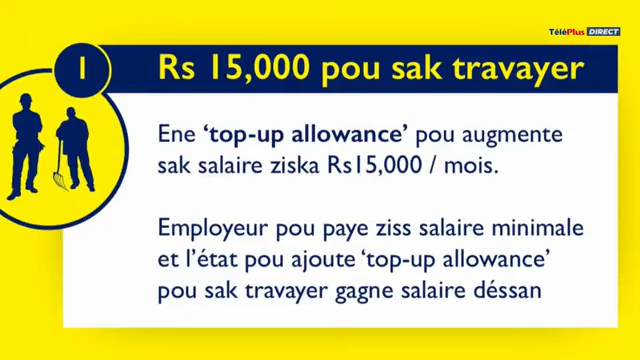 TéléPlus DIRECT
1 Rs 15,000 pou sak travayer
Ene ‘top-up allowance’ pou augmente
sak salaire ziska Rs15,000 / mois.
Employeur pou paye ziss salaire minimale
et l’état pou ajoute ‘top-up allowance’
pou sak travayer gagne salaire déssan